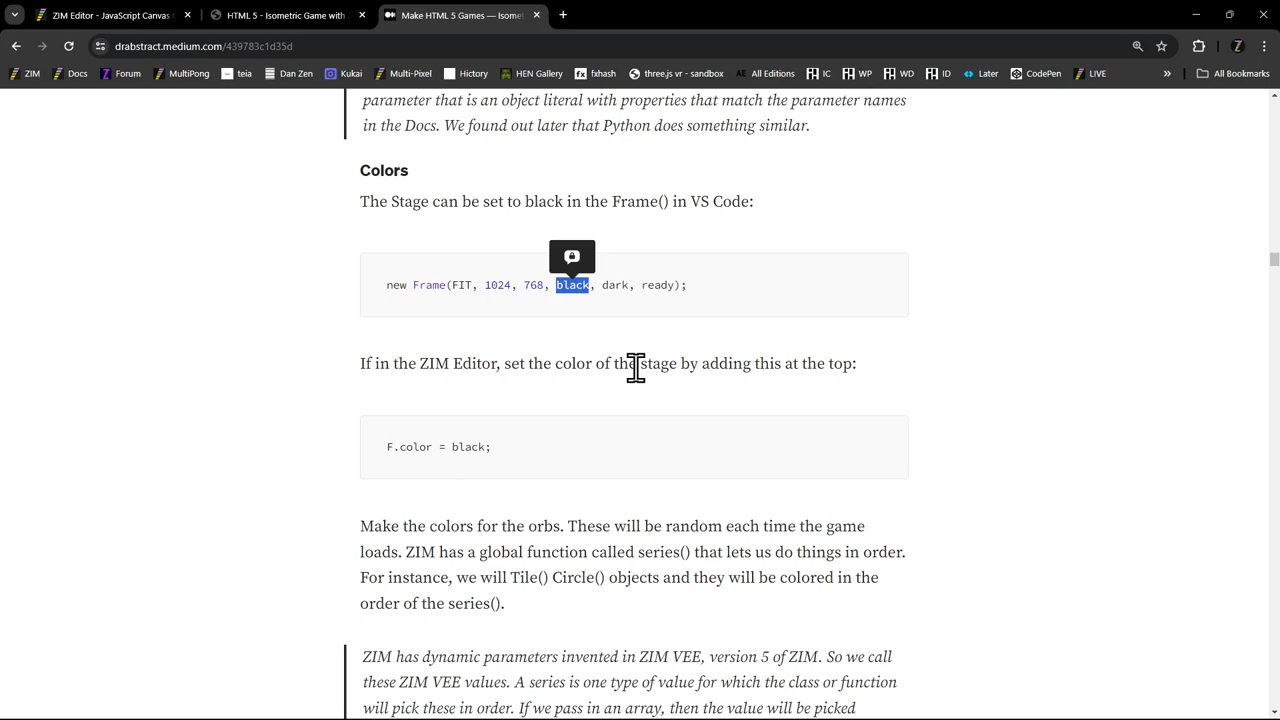 ZIM Editor - JavaScript Canvas
HTML 5 - Isometric Game with
Make HTML 5 Games — Isomet
drabstract.medium.com/439783c1d35d
ZIM
Docs
Forum
MultiPong
teia
Dan Zen
Kukai
Multi-Pixel
Hictory
HEN Gallery
fx fxhash
three.js vr - sandbox
AE All Editions
IC
WP
WD
ID
Later
CodePen
LIVE
»
All Bookmarks
parameter that is an object literal with properties that match the parameter names
in the Docs. We found out later that Python does something similar.
Colors
The Stage can be set to black in the Frame() in VS Code:
new Frame(FIT, 1024, 768, black, dark, ready);
If in the ZIM Editor, set the color of the stage by adding this at the top:
F.color = black;
Make the colors for the orbs. These will be random each time the game
loads. ZIM has a global function called series() that lets us do things in order.
For instance, we will Tile() Circle() objects and they will be colored in the
order of the series().
ZIM has dynamic parameters invented in ZIM VEE, version 5 of ZIM. So we call
these ZIM VEE values. A series is one type of value for which the class or function
will pick these in order. If we pass in an array, then the value will be picked